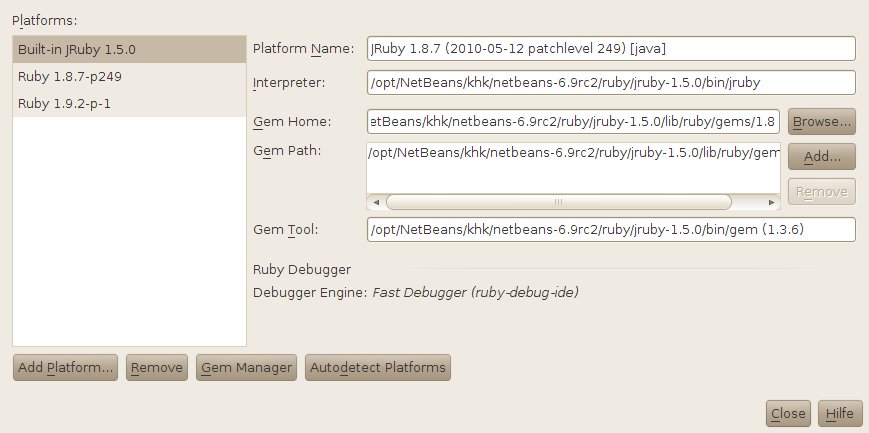 Platforms:
Built-in JRuby 1.5.0
Ruby 1.8.7-p249
Ruby 1.9.2-p-1
Platform Name: JRuby 1.8.7 (2010-05-12 patchlevel 249) [java]
Interpreter: /opt/NetBeans/khk/netbeans-6.9rc2/ruby/jruby-1.5.0/bin/jruby
Gem Home: etBeans/khk/netbeans-6.9rc2/ruby/jruby-1.5.0/lib/ruby/gems/1.8 Browse...
Gem Path: /opt/NetBeans/khk/netbeans-6.9rc2/ruby/jruby-1.5.0/lib/ruby/gem Add...
Remove
Gem Tool: /opt/NetBeans/khk/netbeans-6.9rc2/ruby/jruby-1.5.0/bin/gem (1.3.6)
Ruby Debugger
Debugger Engine: Fast Debugger (ruby-debug-ide)
Add Platform... Remove Gem Manager Autodetect Platforms
Close Hilfe